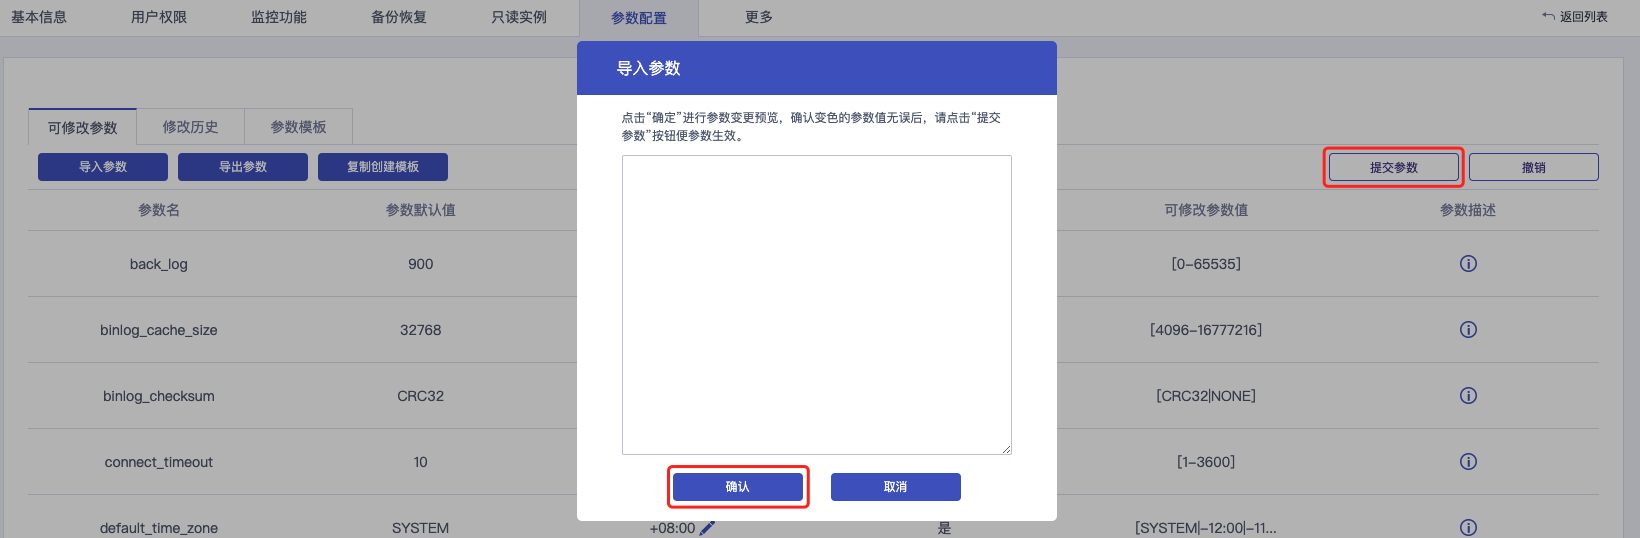 基本信息 用户权限 监控功能 备份恢复 只读实例 参数配置 更多 返回列表
导入参数
点击“确定”进行参数变更预览，确认变色的参数值无误后，请点击“提交
参数”按钮便参数生效。
确认 取消
可修改参数 修改历史 参数模板
导入参数 导出参数 复制创建模板 提交参数 撤销
参数名 参数默认值 可修改参数值 参数描述
back_log 900 [0-65535]
binlog_cache_size 32768 [4096-16777216]
binlog_checksum CRC32 [CRC32|NONE]
connect_timeout 10 [1-3600]
default_time_zone SYSTEM +08:00 是 [SYSTEM|-12:00|-11...